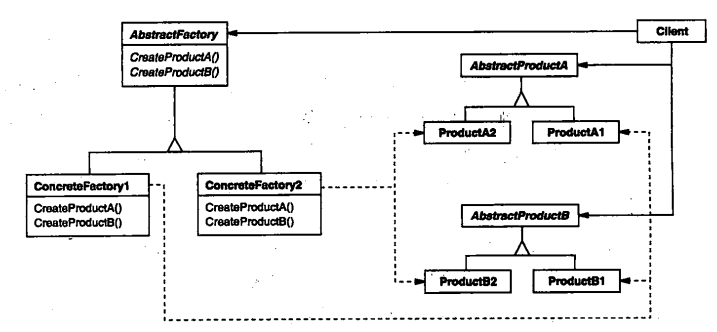 AbstractFactory
CreateProductA()
CreateProductB()
Client
AbstractProductA
ProductA2
ProductA1
ConcreteFactory1
CreateProductA()
CreateProductB()
ConcreteFactory2
CreateProductA()
CreateProductB()
AbstractProductB
ProductB2
ProductB1